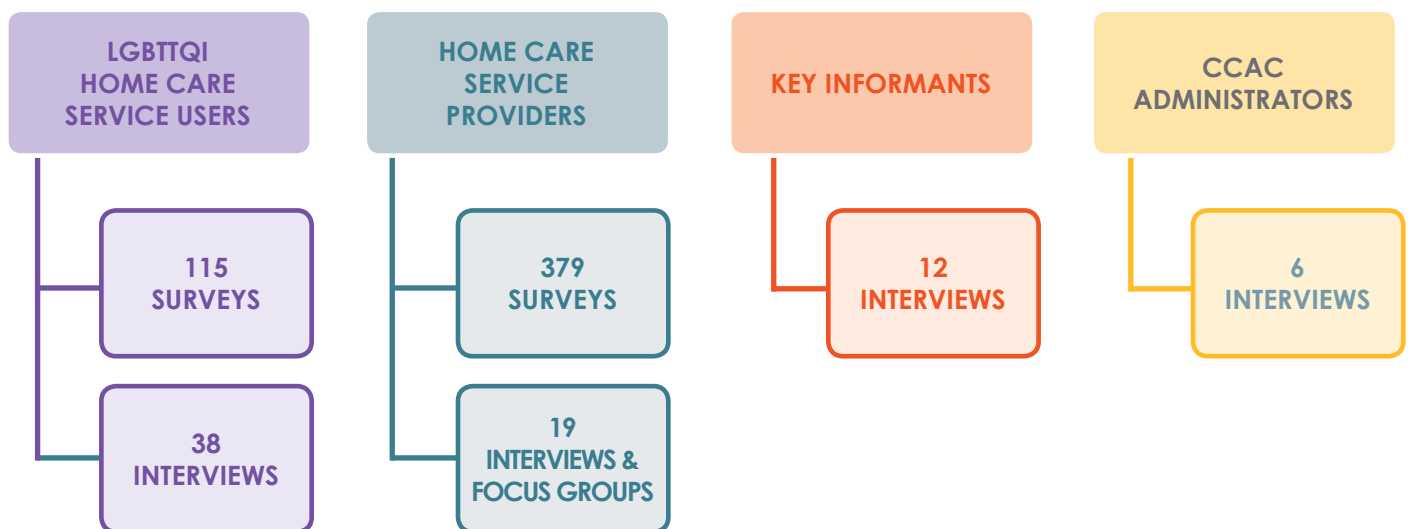 LGBTTQI
HOME CARE
SERVICE USERS
115
SURVEYS
38
INTERVIEWS
HOME CARE
SERVICE
PROVIDERS
379
SURVEYS
19
INTERVIEWS &
FOCUS GROUPS
KEY INFORMANTS
12
INTERVIEWS
CCAC
ADMINISTRATORS
6
INTERVIEWS